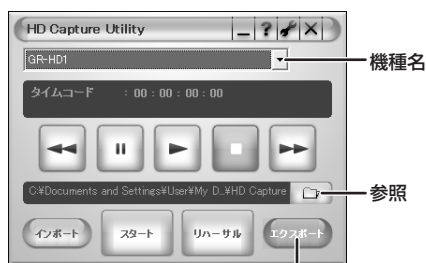 HD Capture Utility
GR-HD1
機種名
タイムコード : 00 : 00 : 00 : 00
C:¥Documents and Settings¥User¥My D..¥HD Capture
参照
インポート スタート リハーサル エクスポート